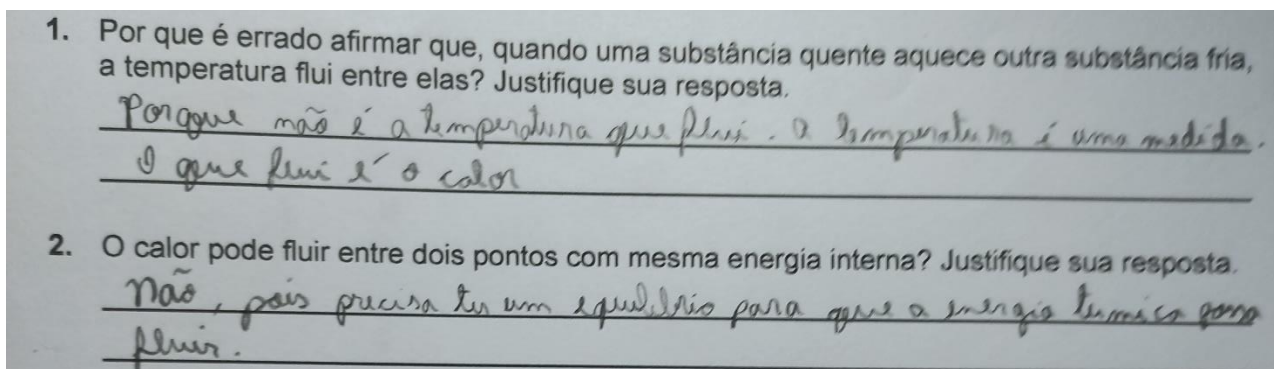 1. Por que é errado afirmar que, quando uma substância quente aquece outra substância fria,
a temperatura flui entre elas? Justifique sua resposta.
Porque não é a temperatura que flui. a temperatura é uma medida.
O que flui é o calor
2. O calor pode fluir entre dois pontos com mesma energia interna? Justifique sua resposta.
não, pois precisa ter um equilíbrio para que a energia termica possa
fluir.